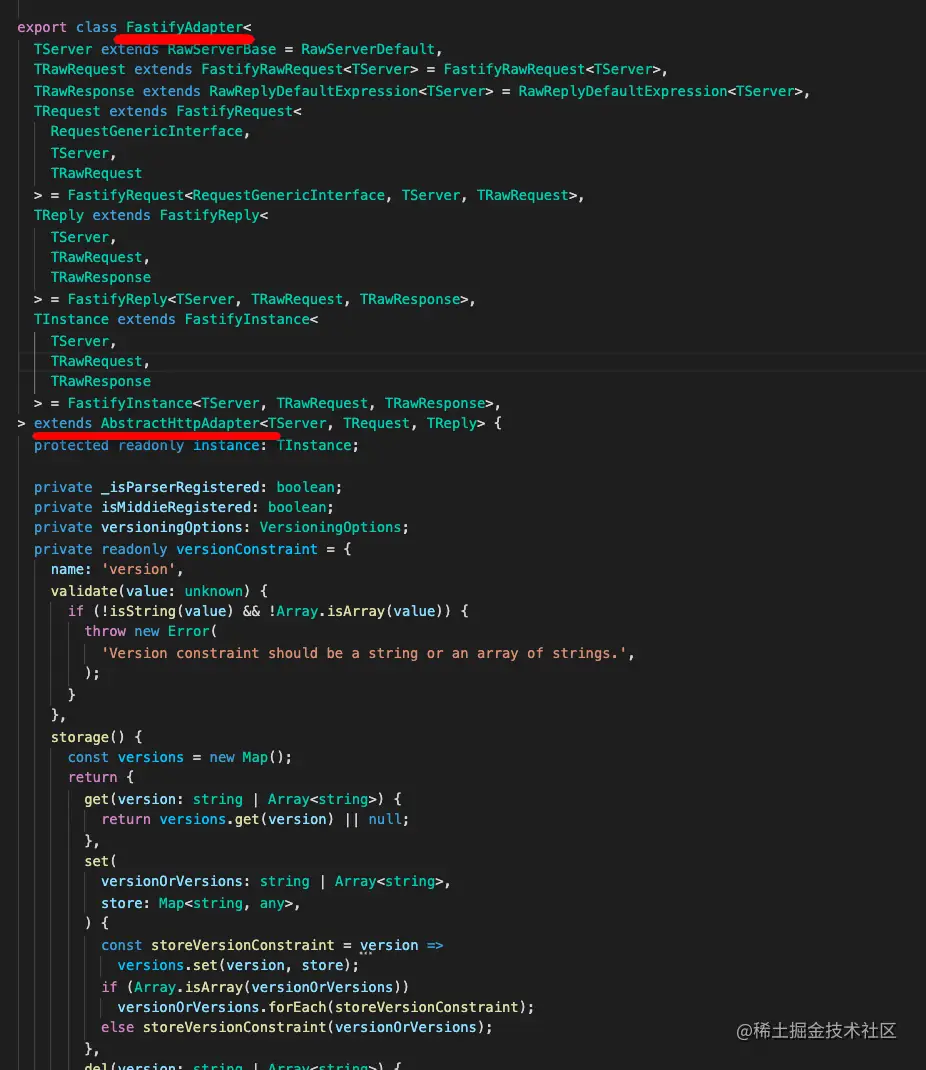 export class FastifyAdapter<
TServer extends RawServerBase = RawServerDefault,
TRawRequest extends FastifyRawRequest<TServer> = FastifyRawRequest<TServer>,
TRawResponse extends RawReplyDefaultExpression<TServer> = RawReplyDefaultExpression<TServer>,
TRequest extends FastifyRequest<
RequestGenericInterface,
TServer,
TRawRequest
> = FastifyRequest<RequestGenericInterface, TServer, TRawRequest>,
TReply extends FastifyReply<
TServer,
TRawRequest,
TRawResponse
> = FastifyReply<TServer, TRawRequest, TRawResponse>,
TInstance extends FastifyInstance<
TServer,
TRawRequest,
TRawResponse
> = FastifyInstance<TServer, TRawRequest, TRawResponse>,
> extends AbstractHttpAdapter<TServer, TRequest, TReply> {
protected readonly instance: TInstance;
private _isParserRegistered: boolean;
private isMiddieRegistered: boolean;
private versioningOptions: VersioningOptions;
private readonly versionConstraint = {
name: 'version',
validate(value: unknown) {
if (!isString(value) && !Array.isArray(value)) {
throw new Error(
'Version constraint should be a string or an array of strings.',
);
}
},
storage() {
const versions = new Map();
return {
get(version: string | Array<string>) {
return versions.get(version) || null;
},
set(
versionOrVersions: string | Array<string>,
store: Map<string, any>,
) {
const storeVersionConstraint = version =>
versions.set(version, store);
if (Array.isArray(versionOrVersions))
versionOrVersions.forEach(storeVersionConstraint);
else storeVersionConstraint(versionOrVersions);
},
del(version: string | Array<string>) {
@稀土掘金技术社区